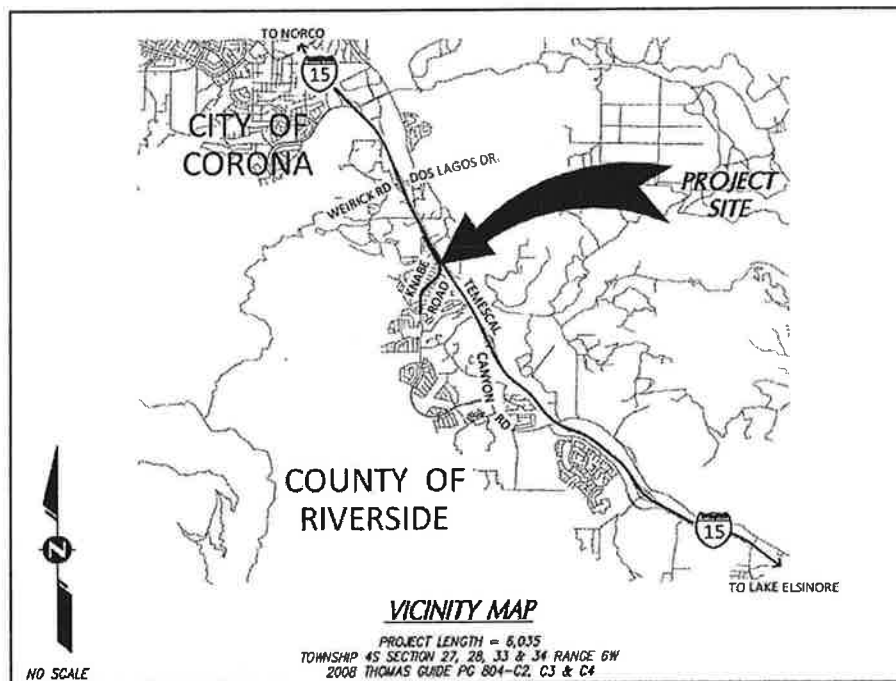 TO NORCO
15
CITY OF
CORONA
WEIRICK RD
DOS LAGOS DR.
PROJECT
SITE
KNABE
ROAD
TEMESCAL
CANYON
RD
COUNTY OF
RIVERSIDE
15
TO LAKE ELSINORE
N
NO SCALE
VICINITY MAP
PROJECT LENGTH = 6,035
TOWNSHIP 4S SECTION 27, 28, 33 & 34 RANGE 6W
2008 THOMAS GUIDE PG 804-C2, C3 & C4